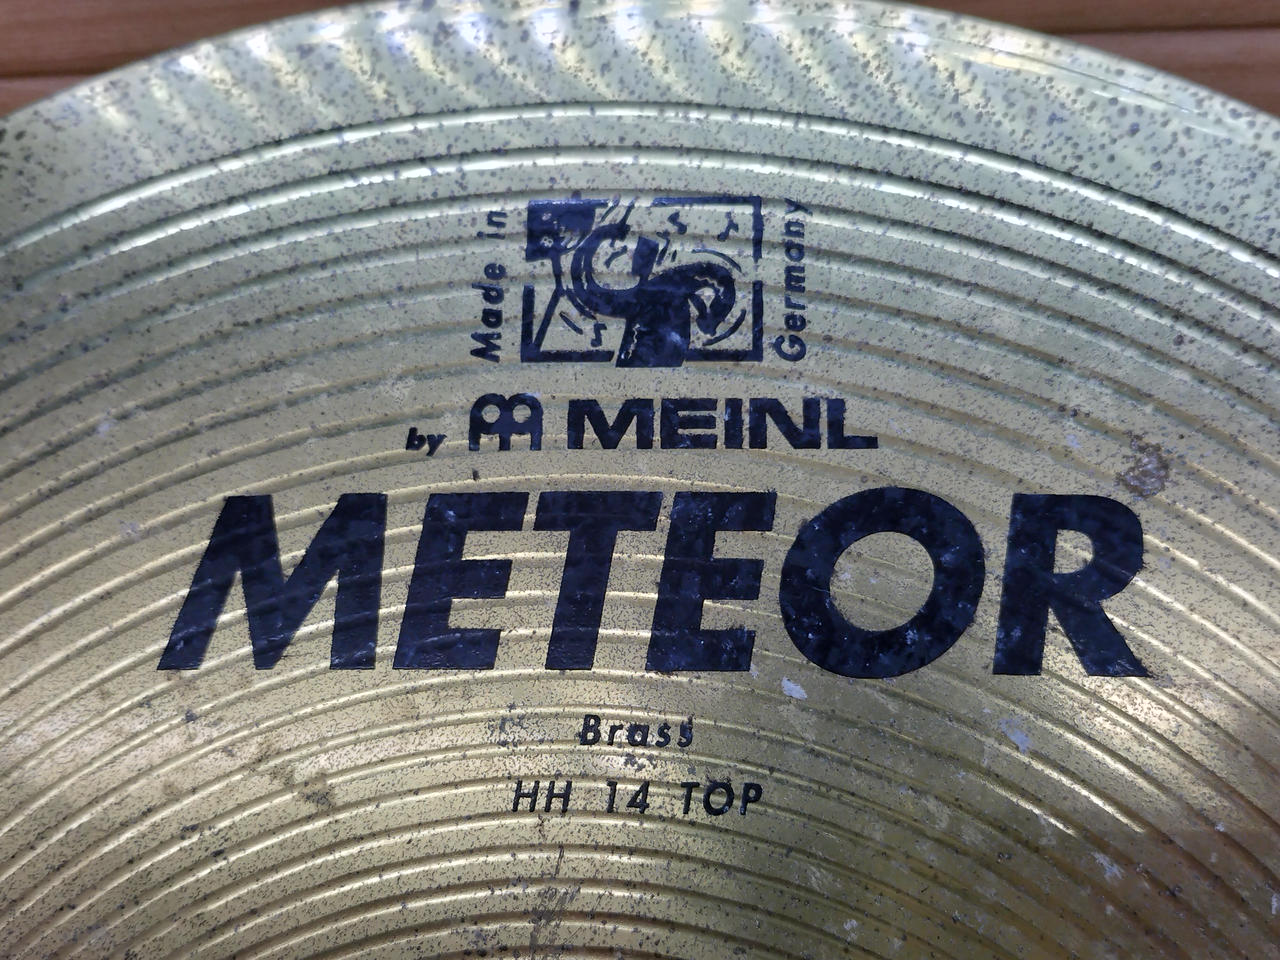 Made in Germany
by MEINL
METEOR
Brass
HH 14 TOP